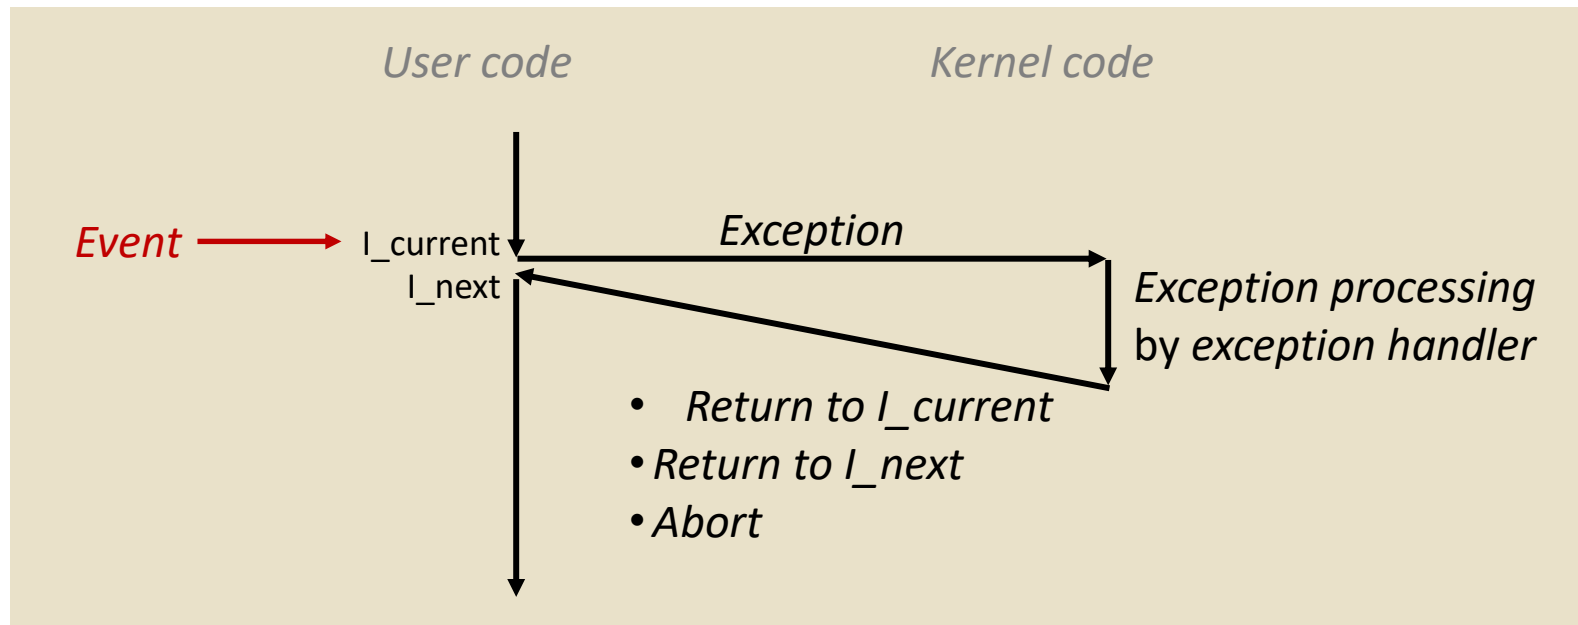 User code
Kernel code
Event
I_current
I_next
Exception
Exception processing
by exception handler
• Return to I_current
• Return to I_next
• Abort